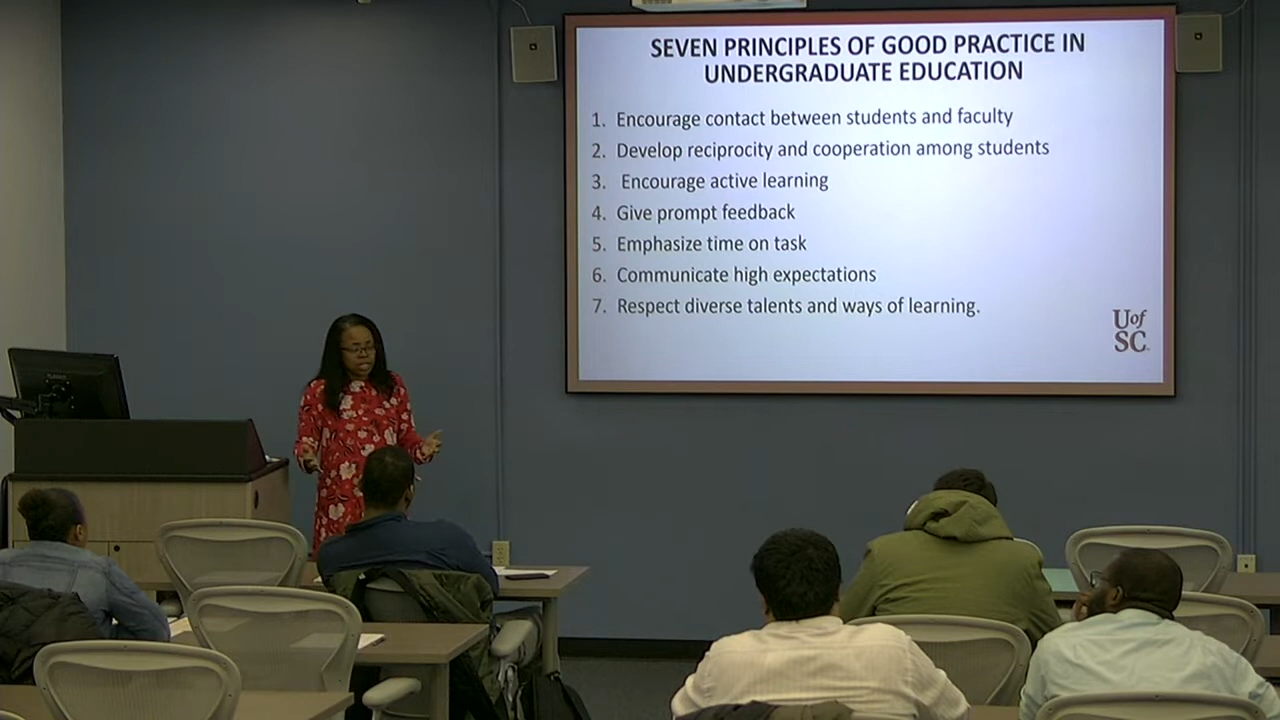 SEVEN PRINCIPLES OF GOOD PRACTICE IN
UNDERGRADUATE EDUCATION
1. Encourage contact between students and faculty
2. Develop reciprocity and cooperation among students
3. Encourage active learning
4. Give prompt feedback
5. Emphasize time on task
6. Communicate high expectations
7. Respect diverse talents and ways of learning.
Uof
SC